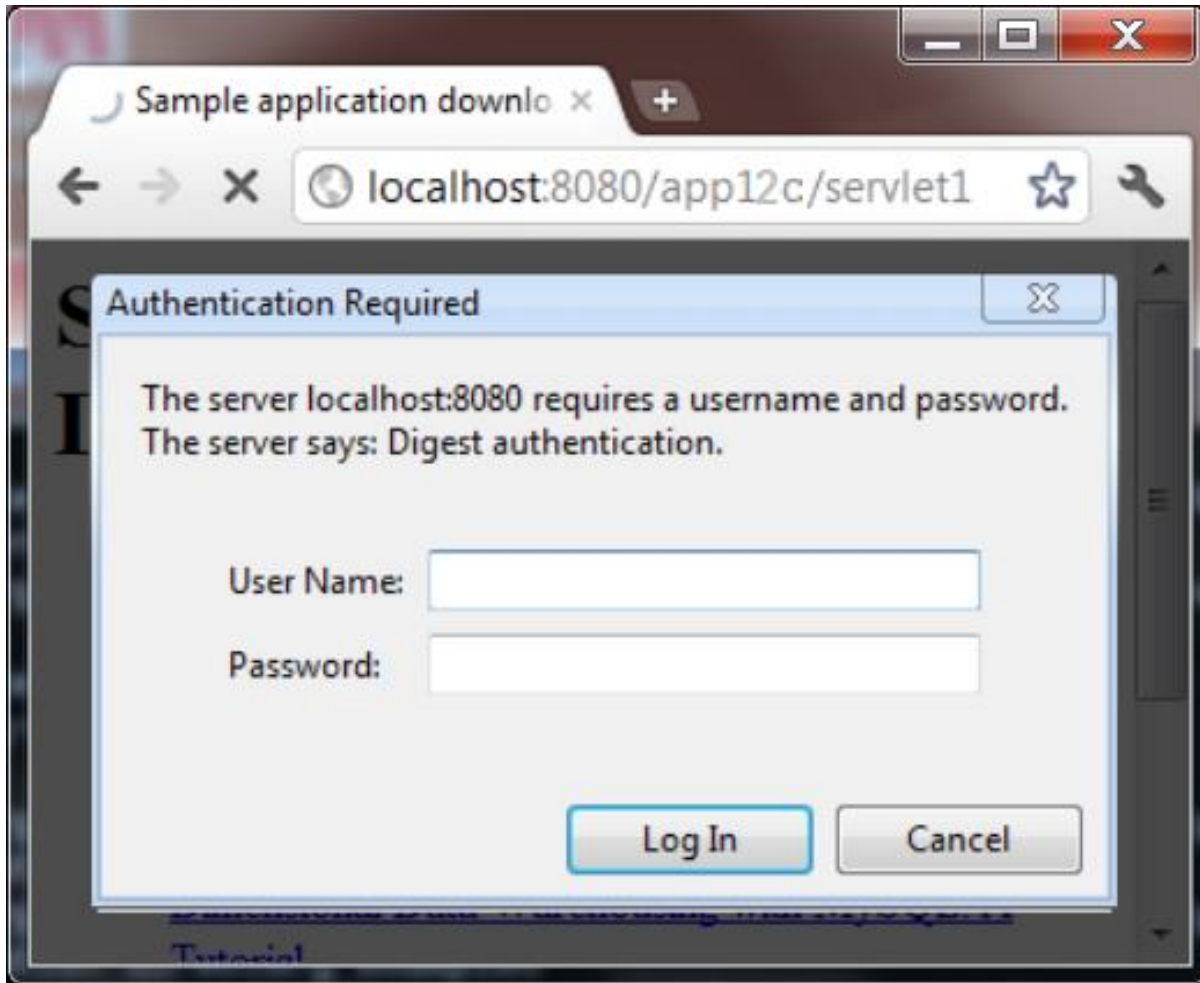 Sample application downlo
localhost:8080/app12c/servlet1
Authentication Required
The server localhost:8080 requires a username and password.
The server says: Digest authentication.
User Name:
Password:
Log In
Cancel
Tutorial